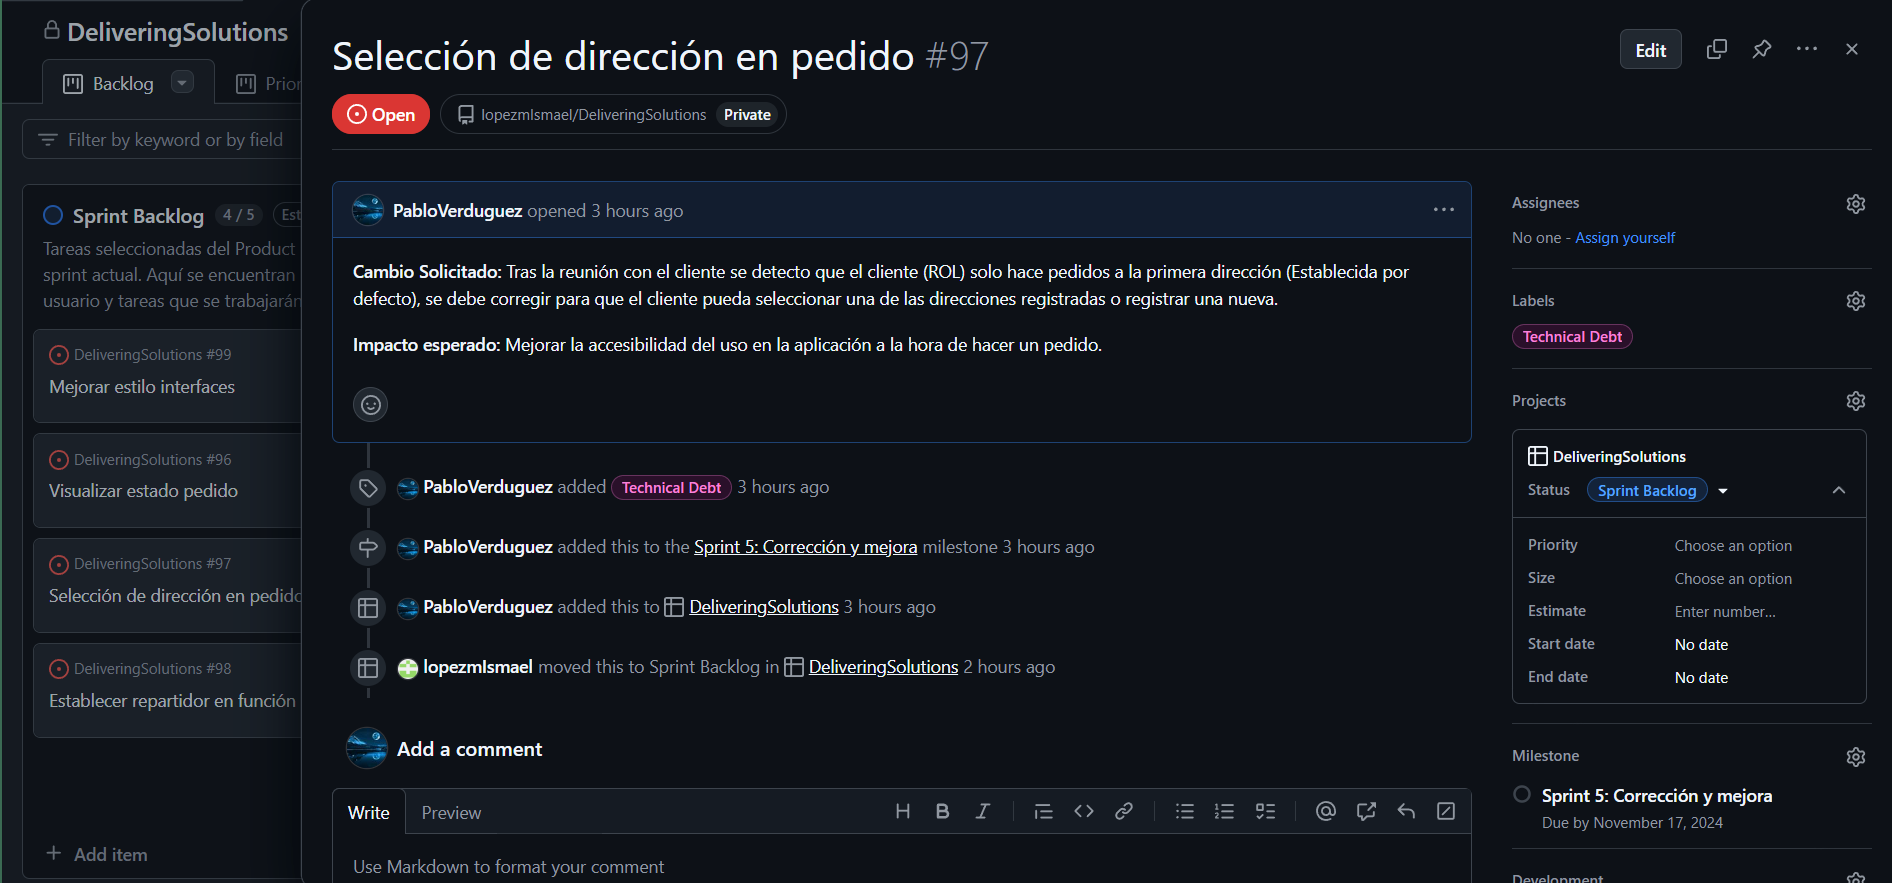 DeliveringSolutions
Backlog
Prior
Filter by keyword or by field
Sprint Backlog 4 / 5 Est
Tareas seleccionadas del Product
sprint actual. Aquí se encuentran
usuario y tareas que se trabajarán
DeliveringSolutions #99
Mejorar estilo interfaces
DeliveringSolutions #96
Visualizar estado pedido
DeliveringSolutions #97
Selección de dirección en pedido
DeliveringSolutions #98
Establecer repartidor en función
Add item
Selección de dirección en pedido #97
Edit
Open
lopezmIsmael/DeliveringSolutions Private
PabloVerduguez opened 3 hours ago
Cambio Solicitado: Tras la reunión con el cliente se detecto que el cliente (ROL) solo hace pedidos a la primera dirección (Establecida por
defecto), se debe corregir para que el cliente pueda seleccionar una de las direcciones registradas o registrar una nueva.
Impacto esperado: Mejorar la accesibilidad del uso en la aplicación a la hora de hacer un pedido.
PabloVerduguez added Technical Debt 3 hours ago
PabloVerduguez added this to the Sprint 5: Corrección y mejora milestone 3 hours ago
PabloVerduguez added this to DeliveringSolutions 3 hours ago
lopezmIsmael moved this to Sprint Backlog in DeliveringSolutions 2 hours ago
Add a comment
Write
Preview
Use Markdown to format your comment
Assignees
No one - Assign yourself
Labels
Technical Debt
Projects
DeliveringSolutions
Status Sprint Backlog
Priority Choose an option
Size Choose an option
Estimate Enter number...
Start date No date
End date No date
Milestone
Sprint 5: Corrección y mejora
Due by November 17, 2024
Development